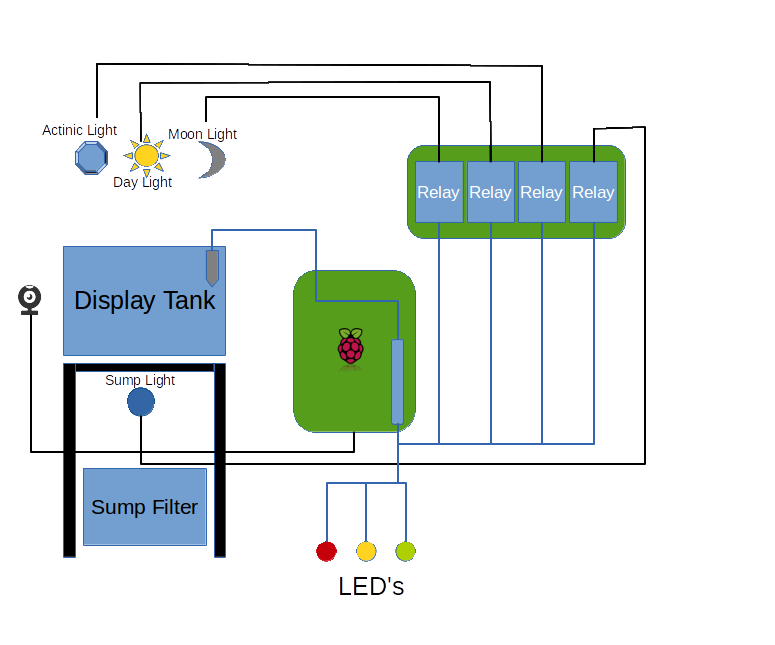 Actinic Light
Moon Light
Day Light
Relay Relay Relay Relay
Display Tank
Sump Light
Sump Filter
LED's